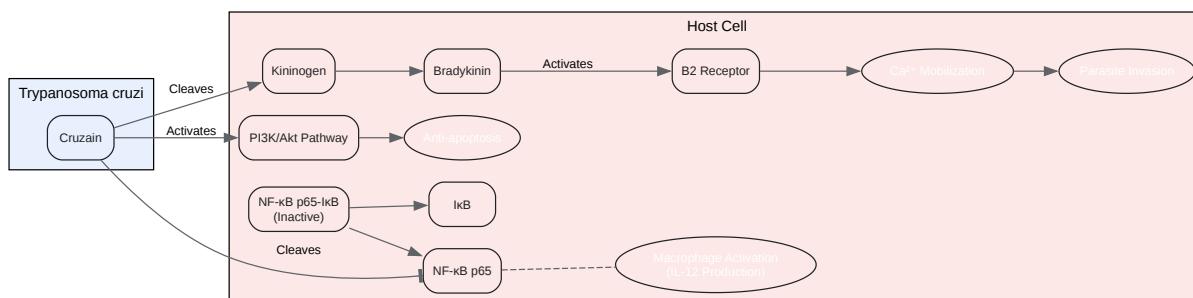 Host Cell
Trypanosoma cruzi
Cruzain
Cleaves
Kininogen
Bradykinin
Activates
B2 Receptor
Ca²⁺ Mobilization
Parasite Invasion
Activates
PI3K/Akt Pathway
Anti-apoptosis
NF-κB p65-IκB
(Inactive)
IκB
Cleaves
NF-κB p65
Macrophage Activation
(IL-12 Production)